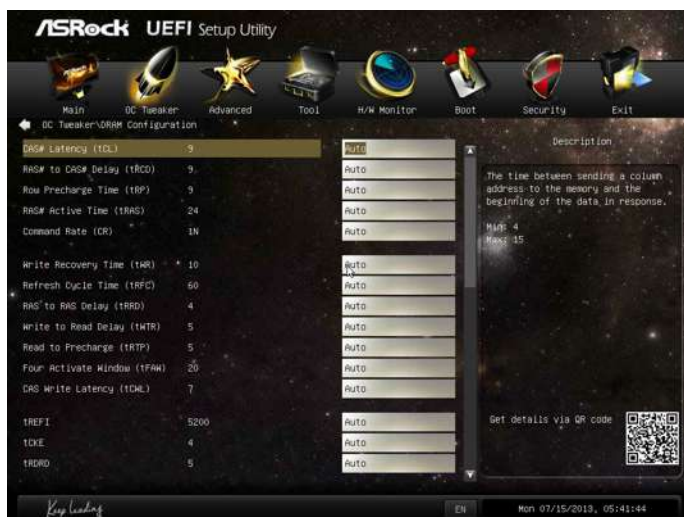 ASRock UEFI Setup Utility
Main OC Tweaker Advanced Tool H/W Monitor Boot Security Exit
OC Tweaker\DRAM Configuration
CAS# Latency (tCL) 9 Auto
RAS# to CAS# Delay (tRCD) 9 Auto
Row Precharge Time (tRP) 9 Auto
RAS# Active Time (tRAS) 24 Auto
Command Rate (CR) 1N Auto
Write Recovery Time (tWR) 10 Auto
Refresh Cycle Time (tRFC) 60 Auto
RAS to RAS Delay (tRRD) 4 Auto
Write to Read Delay (tWTR) 5 Auto
Read to Precharge (tRTP) 5 Auto
Four Activate Window (tFAW) 20 Auto
CAS Write Latency (tCWL) 7 Auto
tREFI 5200 Auto
tCKE 4 Auto
tRDRD 5 Auto
Description
The time between sending a column
address to the memory and the
beginning of the data in response.
Min: 4
Max: 15
Get details via QR code
Keep Leading
EN
Mon 07/15/2013, 05:41:44